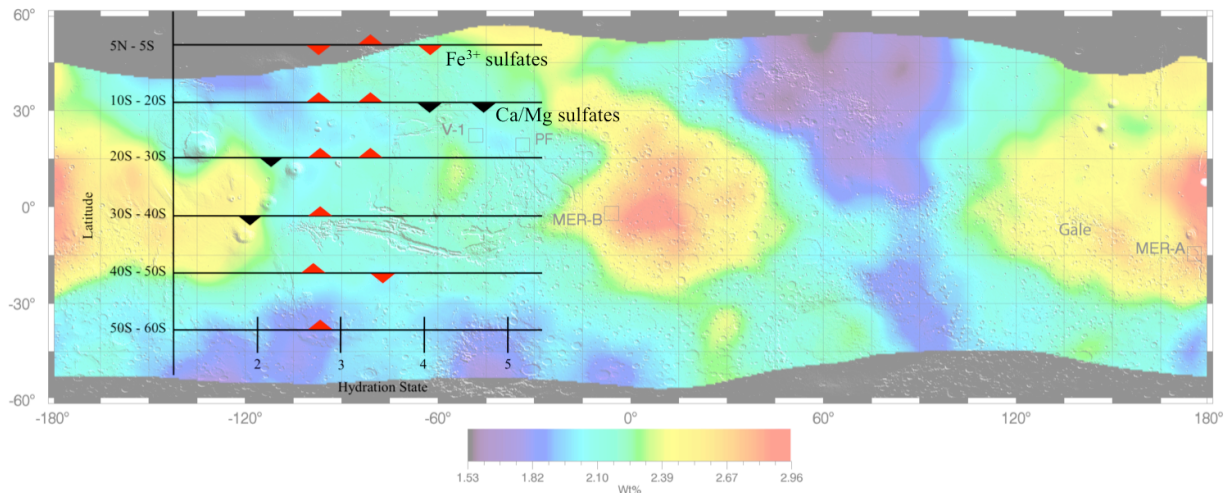 60°
5N - 5S
Fe³⁺ sulfates
30°
10S - 20S
Ca/Mg sulfates
V-1
PF
20S - 30S
Latitude
0°
30S - 40S
MER-B
Gale
MER-A
40S - 50S
-30°
50S - 60S
2
3
4
5
Hydration State
-60°
-180°
-120°
-60°
0°
60°
120°
180°
1.53
1.82
2.10
2.39
2.67
2.96
Wt%